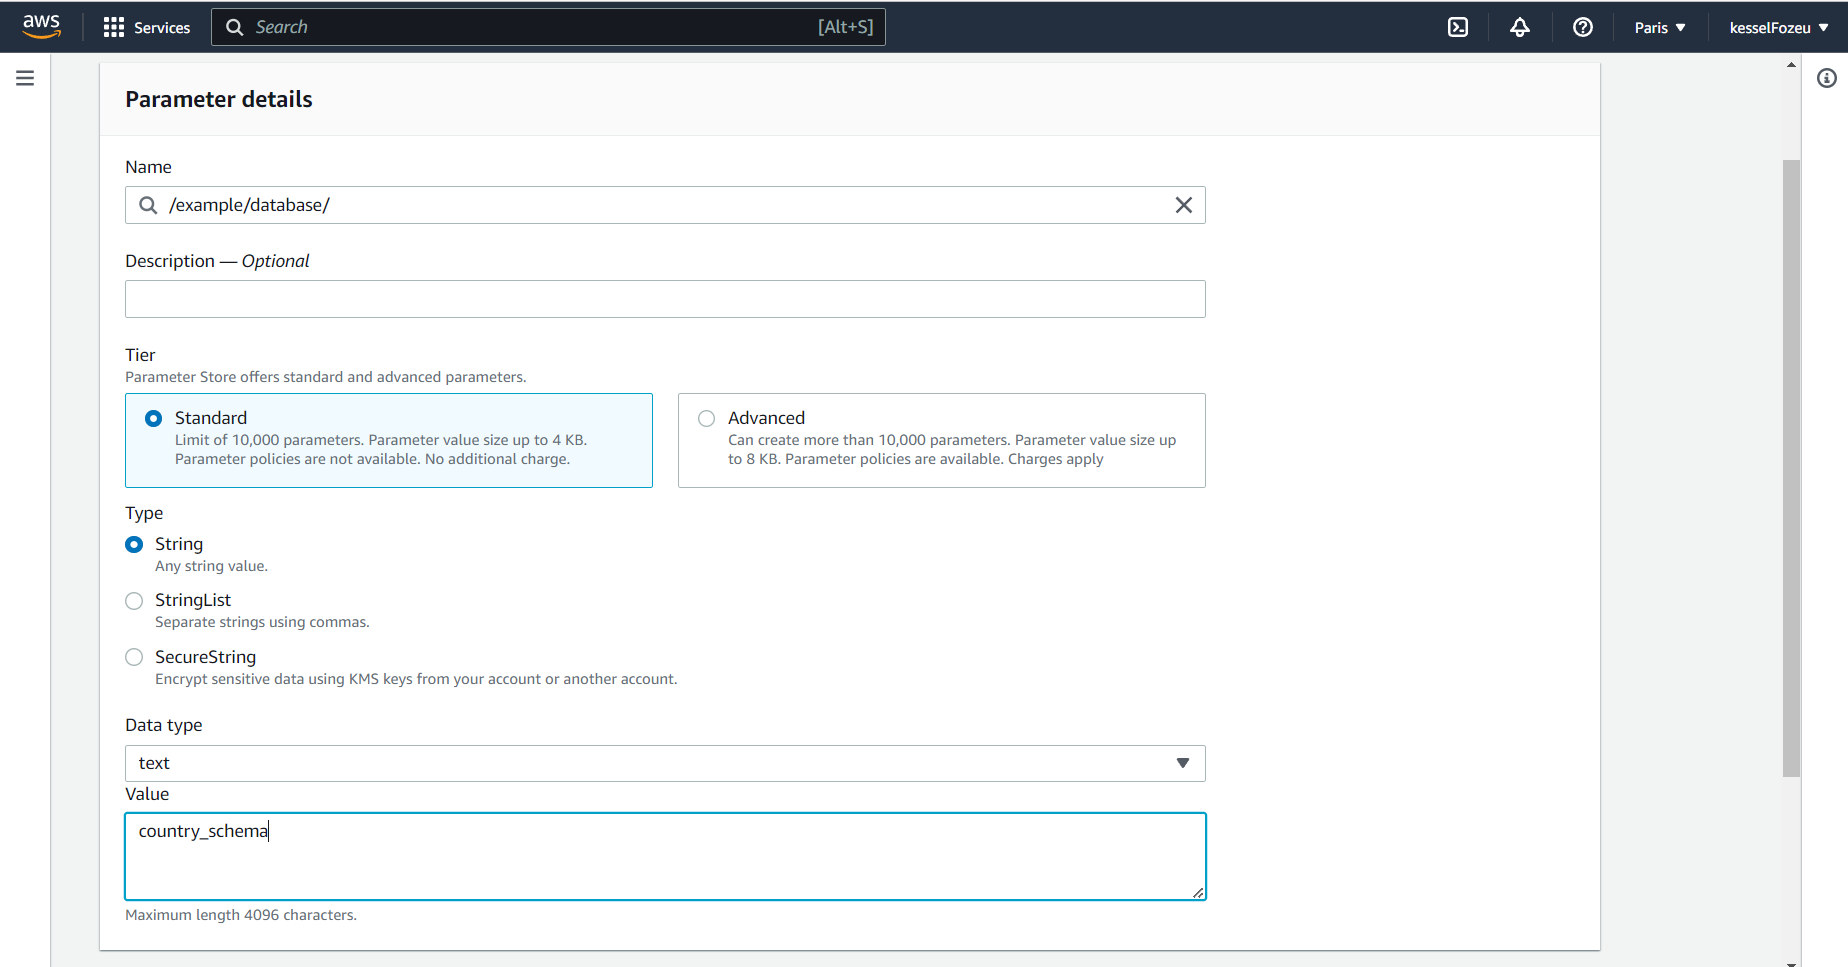 aws Services Search [Alt+S] Paris kesselFozeu
Parameter details
Name
/example/database/
Description — Optional
Tier
Parameter Store offers standard and advanced parameters.
Standard
Limit of 10,000 parameters. Parameter value size up to 4 KB.
Parameter policies are not available. No additional charge.
Advanced
Can create more than 10,000 parameters. Parameter value size up
to 8 KB. Parameter policies are available. Charges apply
Type
String
Any string value.
StringList
Separate strings using commas.
SecureString
Encrypt sensitive data using KMS keys from your account or another account.
Data type
text
Value
country_schema
Maximum length 4096 characters.